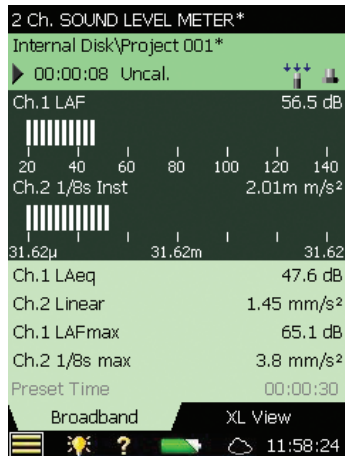 2 Ch. SOUND LEVEL METER*
Internal Disk\Project 001*
00:00:08 Uncal.
Ch.1 LAF 56.5 dB
20 40 60 80 100 120 140
Ch.2 1/8s Inst 2.01m m/s²
31.62µ 31.62m 31.62
Ch.1 LAeq 47.6 dB
Ch.2 Linear 1.45 mm/s²
Ch.1 LAFmax 65.1 dB
Ch.2 1/8s max 3.8 mm/s²
Preset Time 00:00:30
Broadband XL View
? 11:58:24